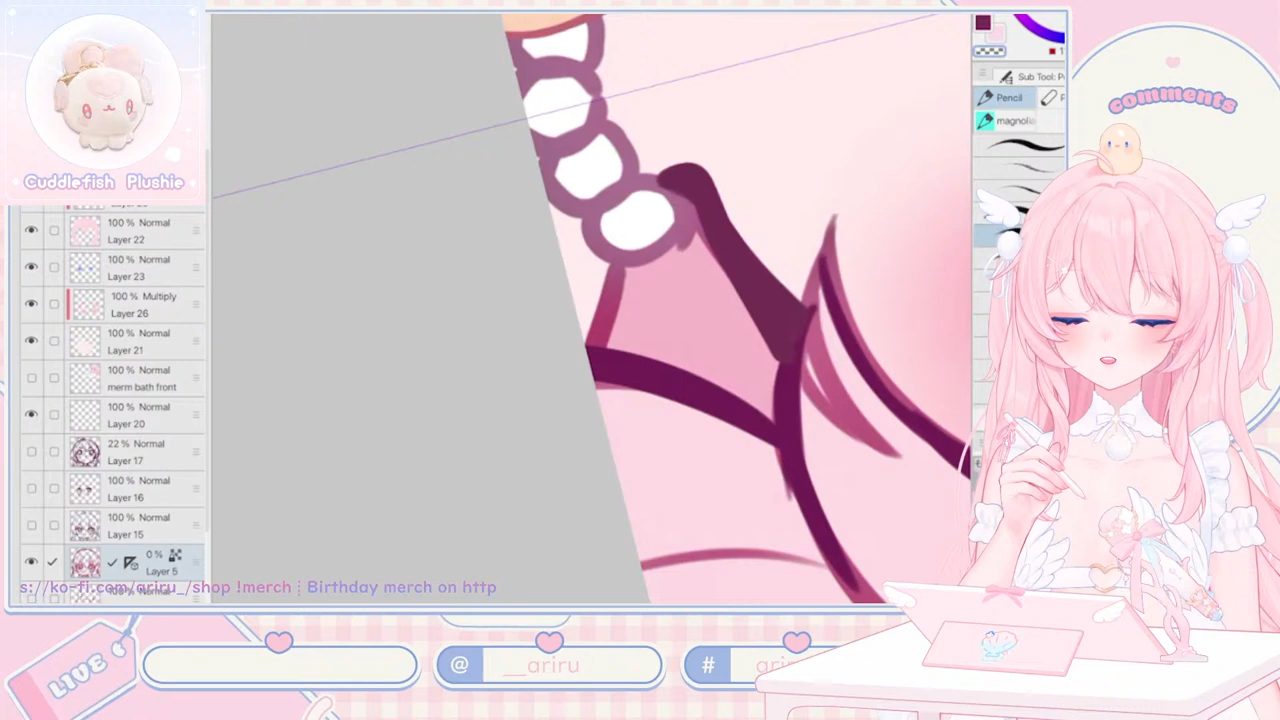 Cuddlefish Plushie
100 % Normal
Layer 22
100 % Normal
Layer 23
100 % Multiply
Layer 26
100 % Normal
Layer 21
100 % Normal
merm bath front
100 % Normal
Layer 20
22 % Normal
Layer 17
100 % Normal
Layer 16
100 % Normal
Layer 15
0 %
Layer 5
s://ko-fi.com/ariru_/shop !merch ⋮ Birthday merch on http
Sub Tool: P
Pencil
magnolia
comments
LIVE
@ __ariru
# ariru